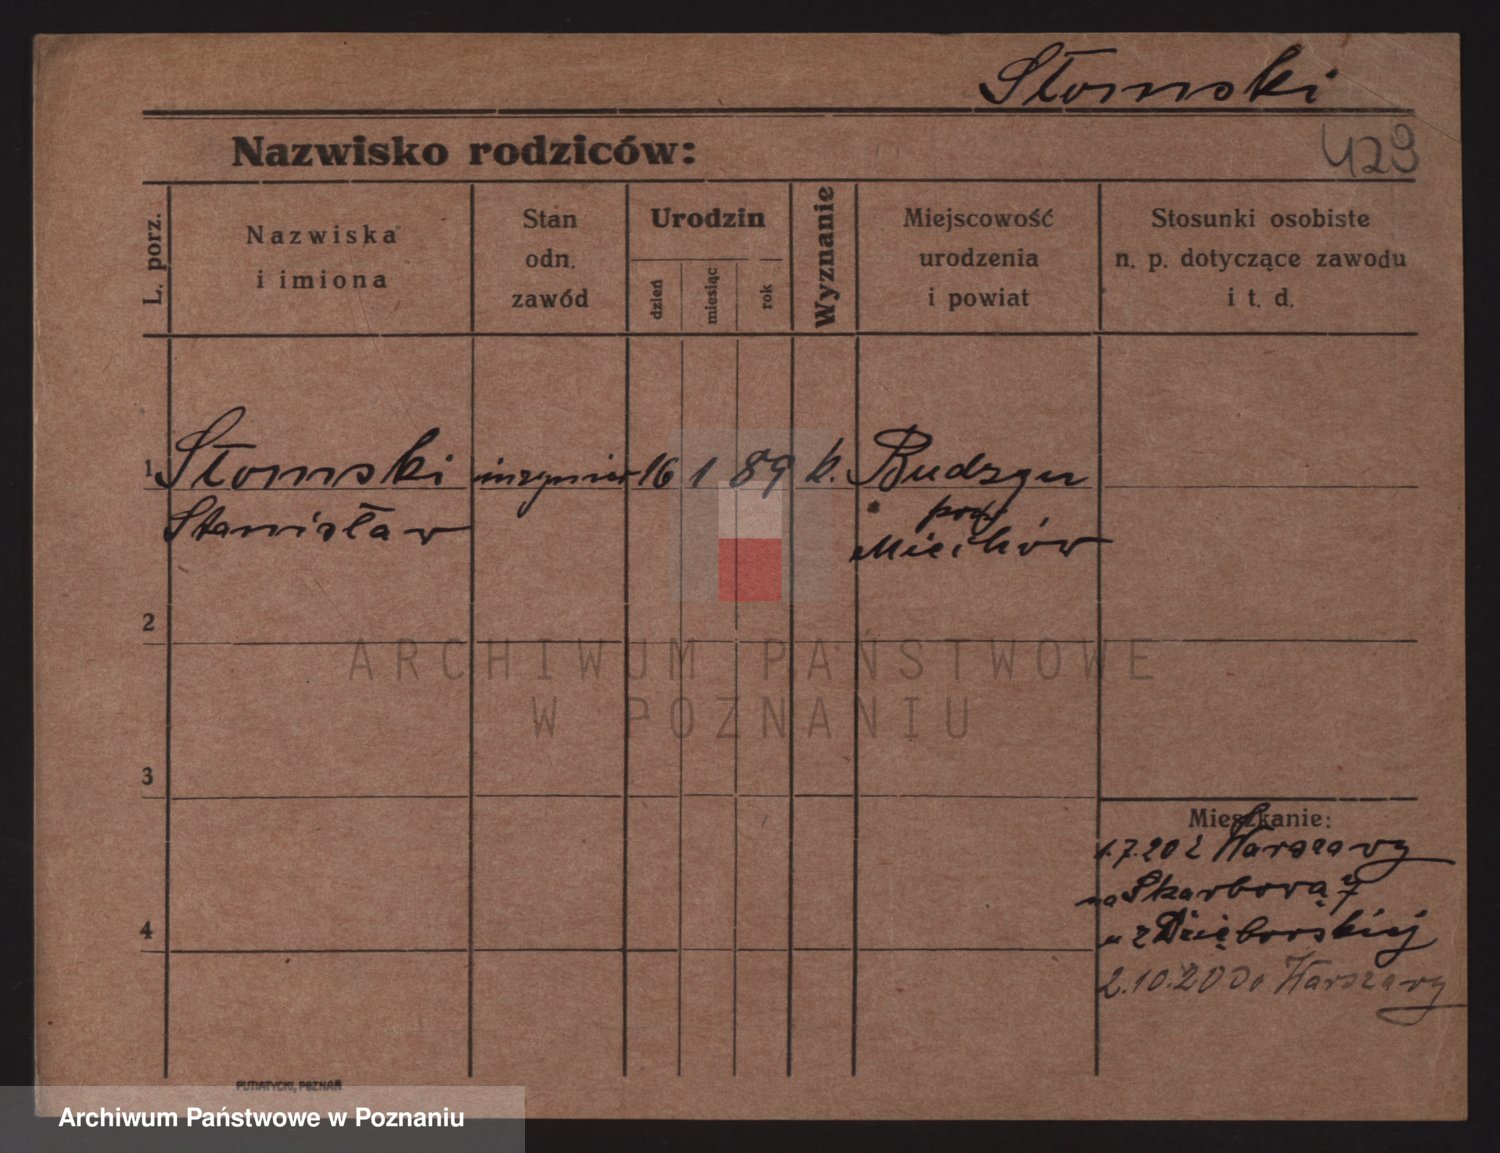 Słomski
Nazwisko rodziców:
429
L. porz.
Nazwiska
i imiona
Stan
odn.
zawód
Urodzin
dzień
miesiąc
rok
Wyznanie
Miejscowość
urodzenia
i powiat
Stosunki osobiste
n. p. dotyczące zawodu
i t. d.
1 Słomski inżynier 16 1 89 k.
Stanisław
pow
Miechów
2
ARCHIWUM PAŃSTWOWE
W POZNANIU
3
Mieszkanie:
1.7.20 z Warszawy
na Skarbową 7
u
4
2.10.20 do Warszawy
PUTIATYCKI, POZNAŃ
Archiwum Państwowe w Poznaniu